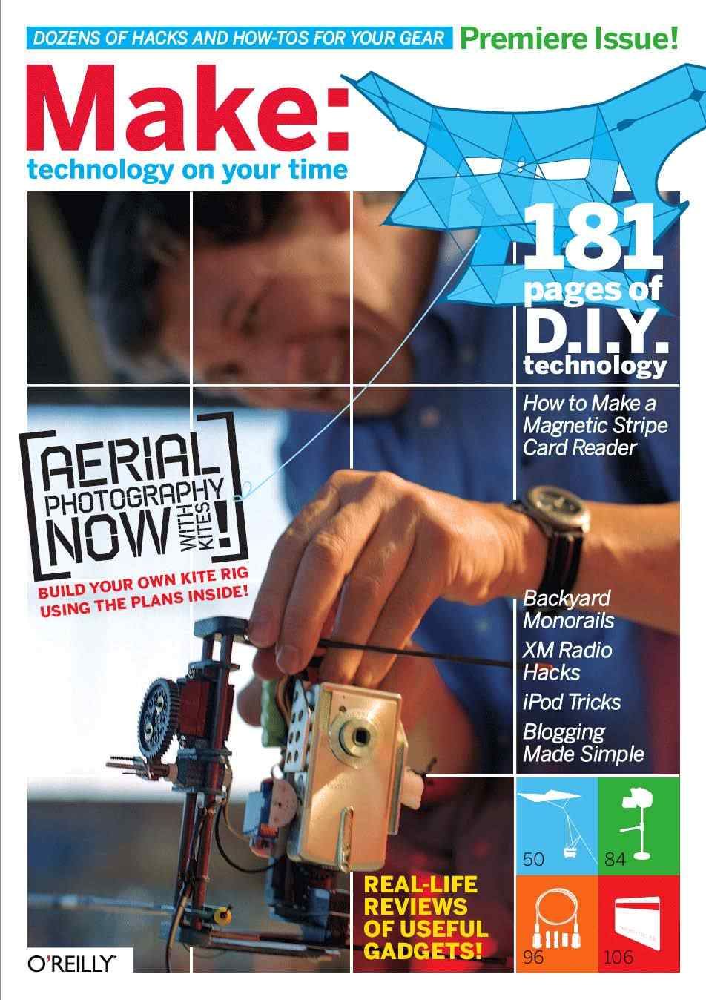 DOZENS OF HACKS AND HOW-TOS FOR YOUR GEAR
Premiere Issue!
Make:
technology on your time
181
pages of
D.I.Y.
technology
How to Make a
Magnetic Stripe
Card Reader
AERIAL
PHOTOGRAPHY
NOW
WITH
KITES
!
BUILD YOUR OWN KITE RIG
USING THE PLANS INSIDE!
Backyard
Monorails
XM Radio
Hacks
iPod Tricks
Blogging
Made Simple
50
84
96
106
REAL-LIFE
REVIEWS
OF USEFUL
GADGETS!
O'REILLY